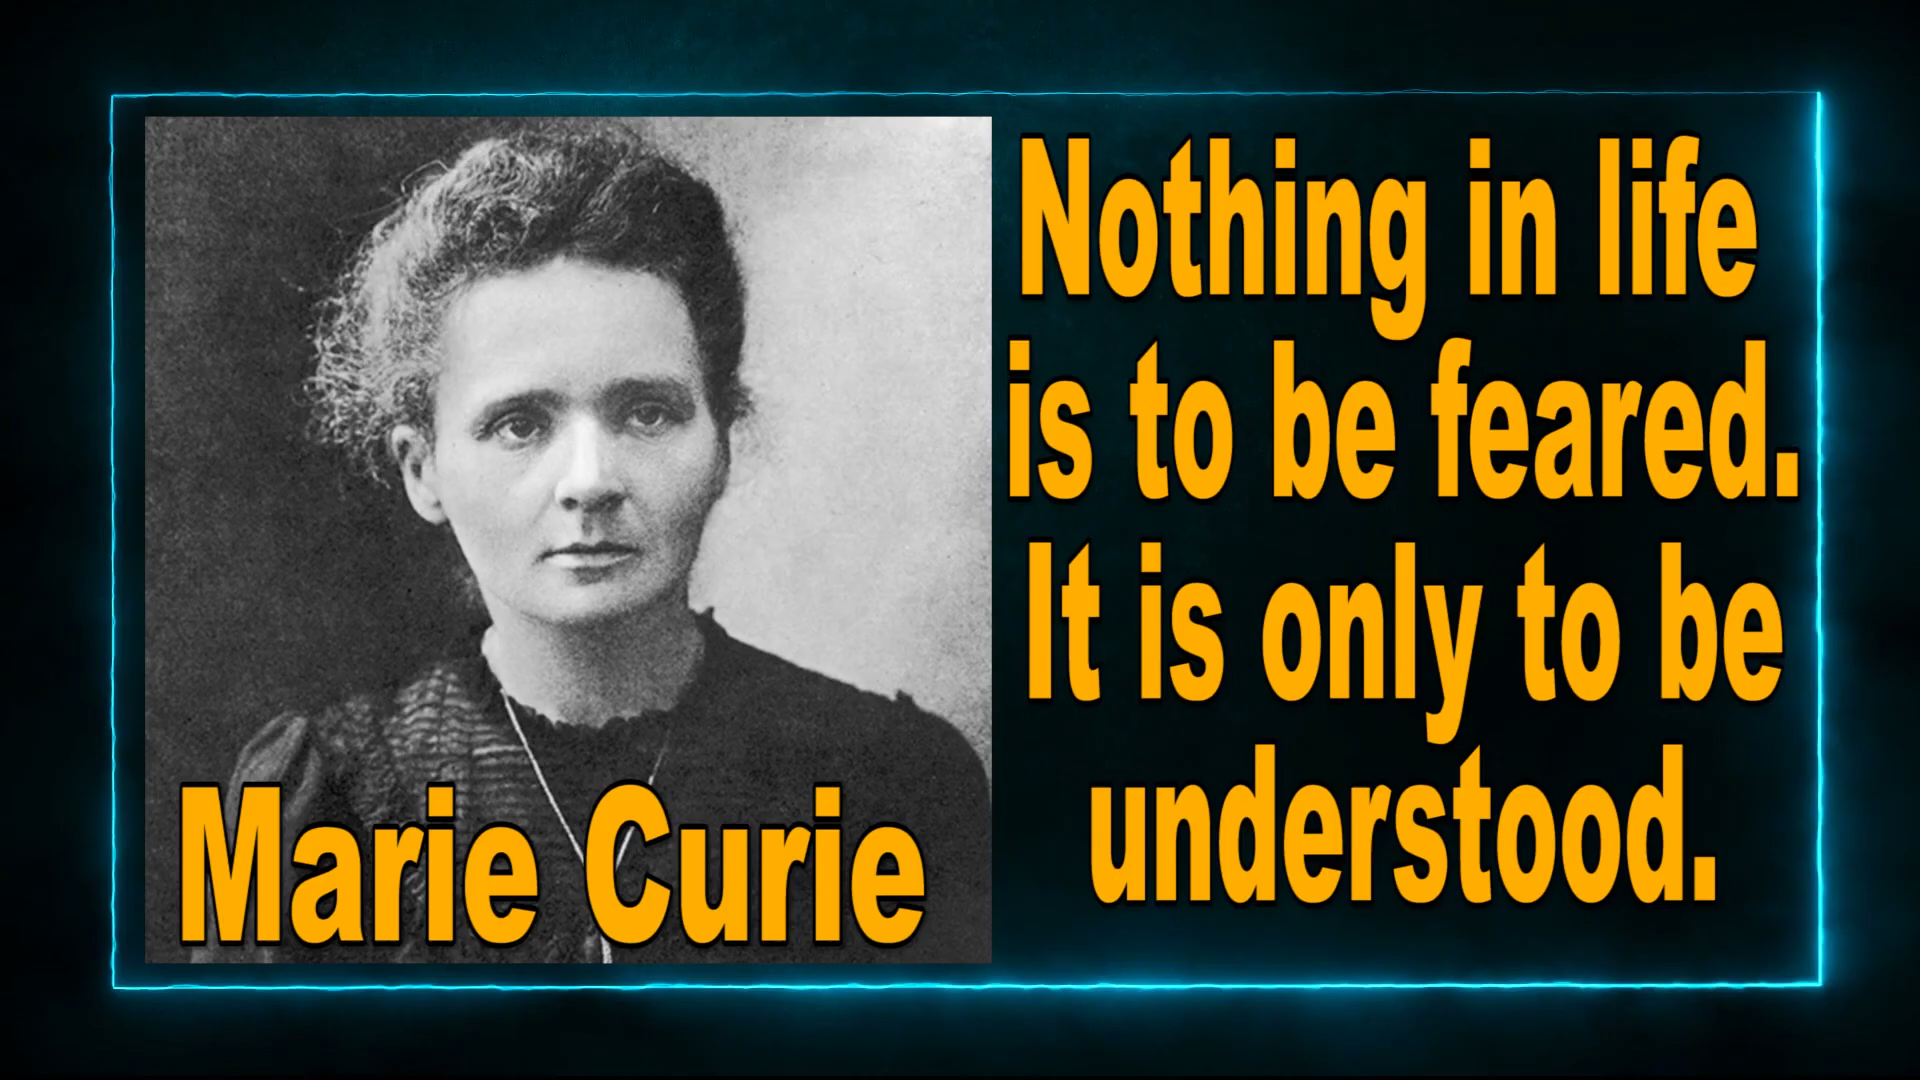 Nothing in life
is to be feared.
It is only to be
understood.
Marie Curie